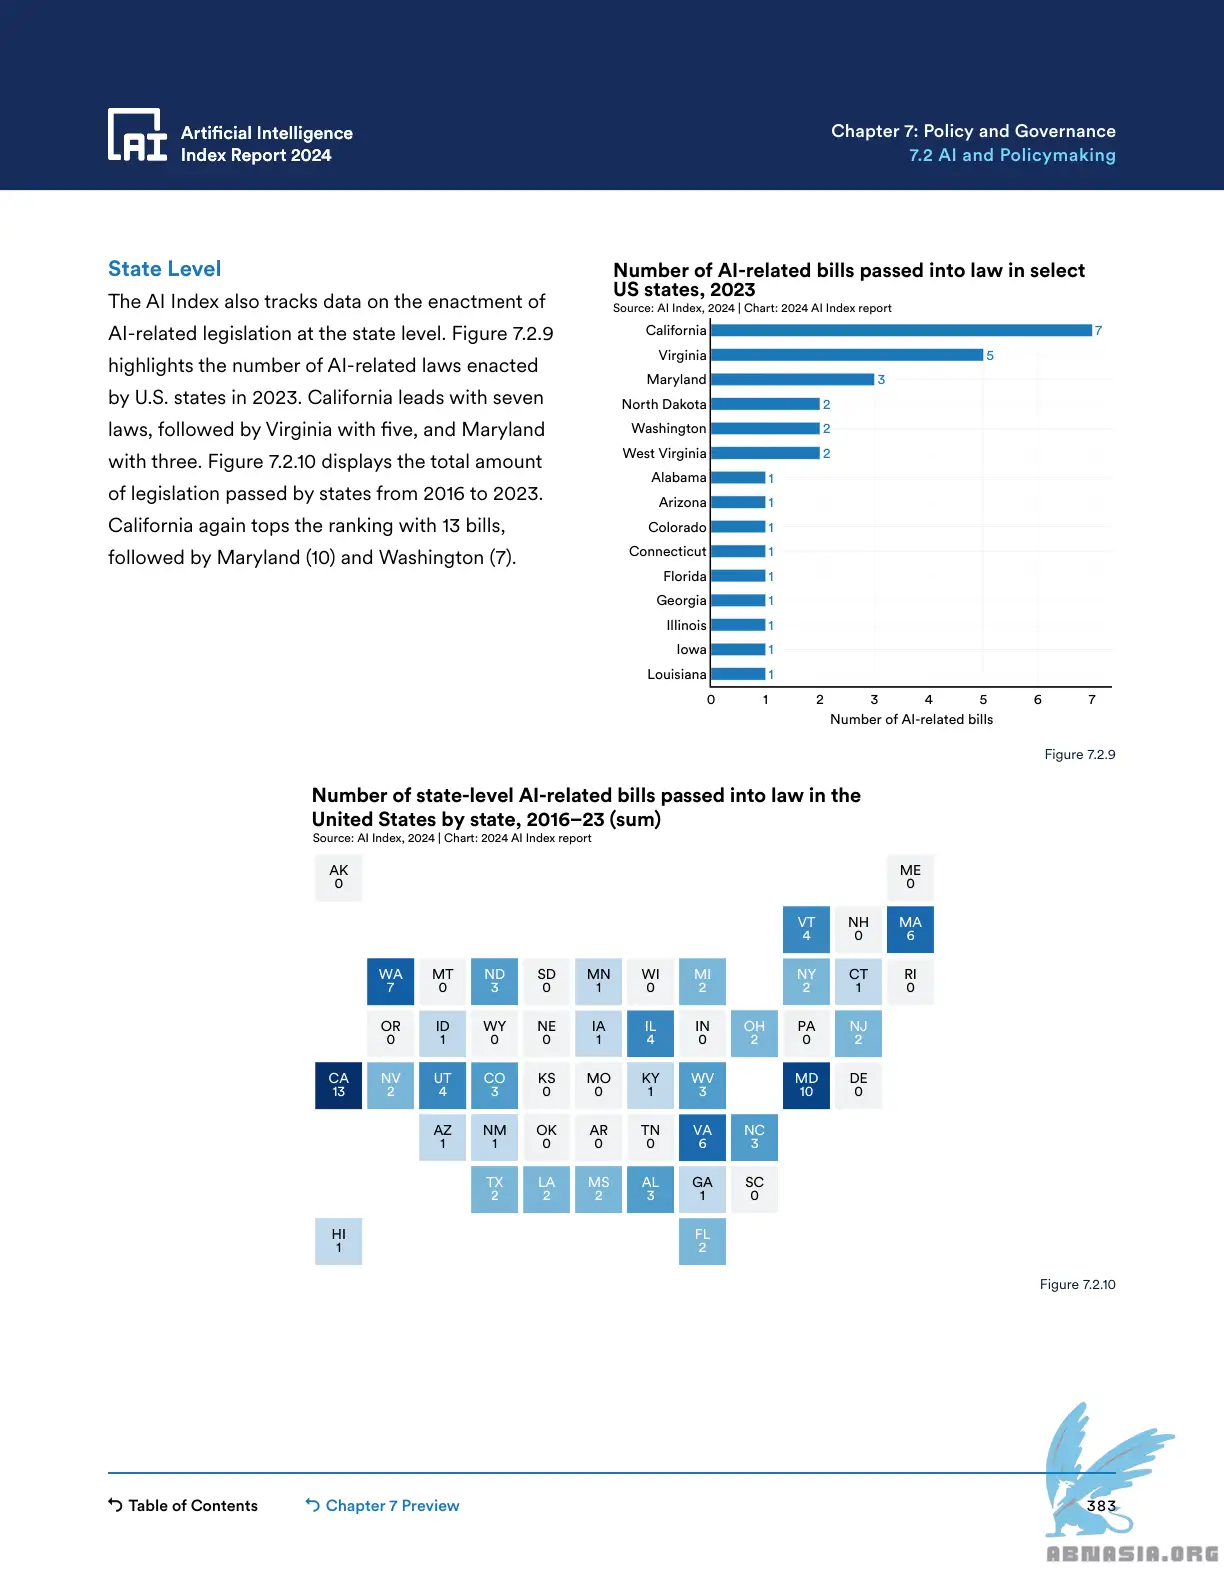 Artificial Intelligence
Index Report 2024
Chapter 7: Policy and Governance
7.2 AI and Policymaking
State Level
The AI Index also tracks data on the enactment of
AI-related legislation at the state level. Figure 7.2.9
highlights the number of AI-related laws enacted
by U.S. states in 2023. California leads with seven
laws, followed by Virginia with five, and Maryland
with three. Figure 7.2.10 displays the total amount
of legislation passed by states from 2016 to 2023.
California again tops the ranking with 13 bills,
followed by Maryland (10) and Washington (7).
Number of AI-related bills passed into law in select
US states, 2023
Source: AI Index, 2024 | Chart: 2024 AI Index report
California 7
Virginia 5
Maryland 3
North Dakota 2
Washington 2
West Virginia 2
Alabama 1
Arizona 1
Colorado 1
Connecticut 1
Florida 1
Georgia 1
Illinois 1
Iowa 1
Louisiana 1
0 1 2 3 4 5 6 7
Number of AI-related bills
Figure 7.2.9
Number of state-level AI-related bills passed into law in the
United States by state, 2016–23 (sum)
Source: AI Index, 2024 | Chart: 2024 AI Index report
AK ME
0 0
VT NH MA
4 0 6
WA MT ND SD MN WI MI NY CT RI
7 0 3 0 1 0 2 2 1 0
OR ID WY NE IA IL IN OH PA NJ
0 1 0 0 1 4 0 2 0 2
CA NV UT CO KS MO KY WV MD DE
13 2 4 3 0 0 1 3 10 0
AZ NM OK AR TN VA NC
1 1 0 0 0 6 3
TX LA MS AL GA SC
2 2 2 3 1 0
HI FL
1 2
Figure 7.2.10
Table of Contents
Chapter 7 Preview
383
ABNASIA.ORG